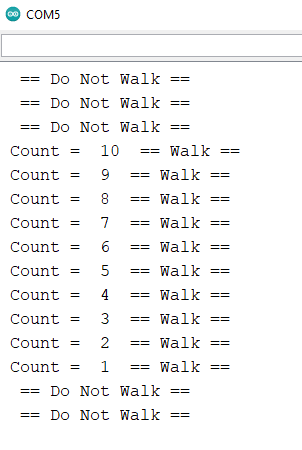 COM5
 == Do Not Walk ==
 == Do Not Walk ==
 == Do Not Walk ==
Count =  10  == Walk ==
Count =  9  == Walk ==
Count =  8  == Walk ==
Count =  7  == Walk ==
Count =  6  == Walk ==
Count =  5  == Walk ==
Count =  4  == Walk ==
Count =  3  == Walk ==
Count =  2  == Walk ==
Count =  1  == Walk ==
 == Do Not Walk ==
 == Do Not Walk ==